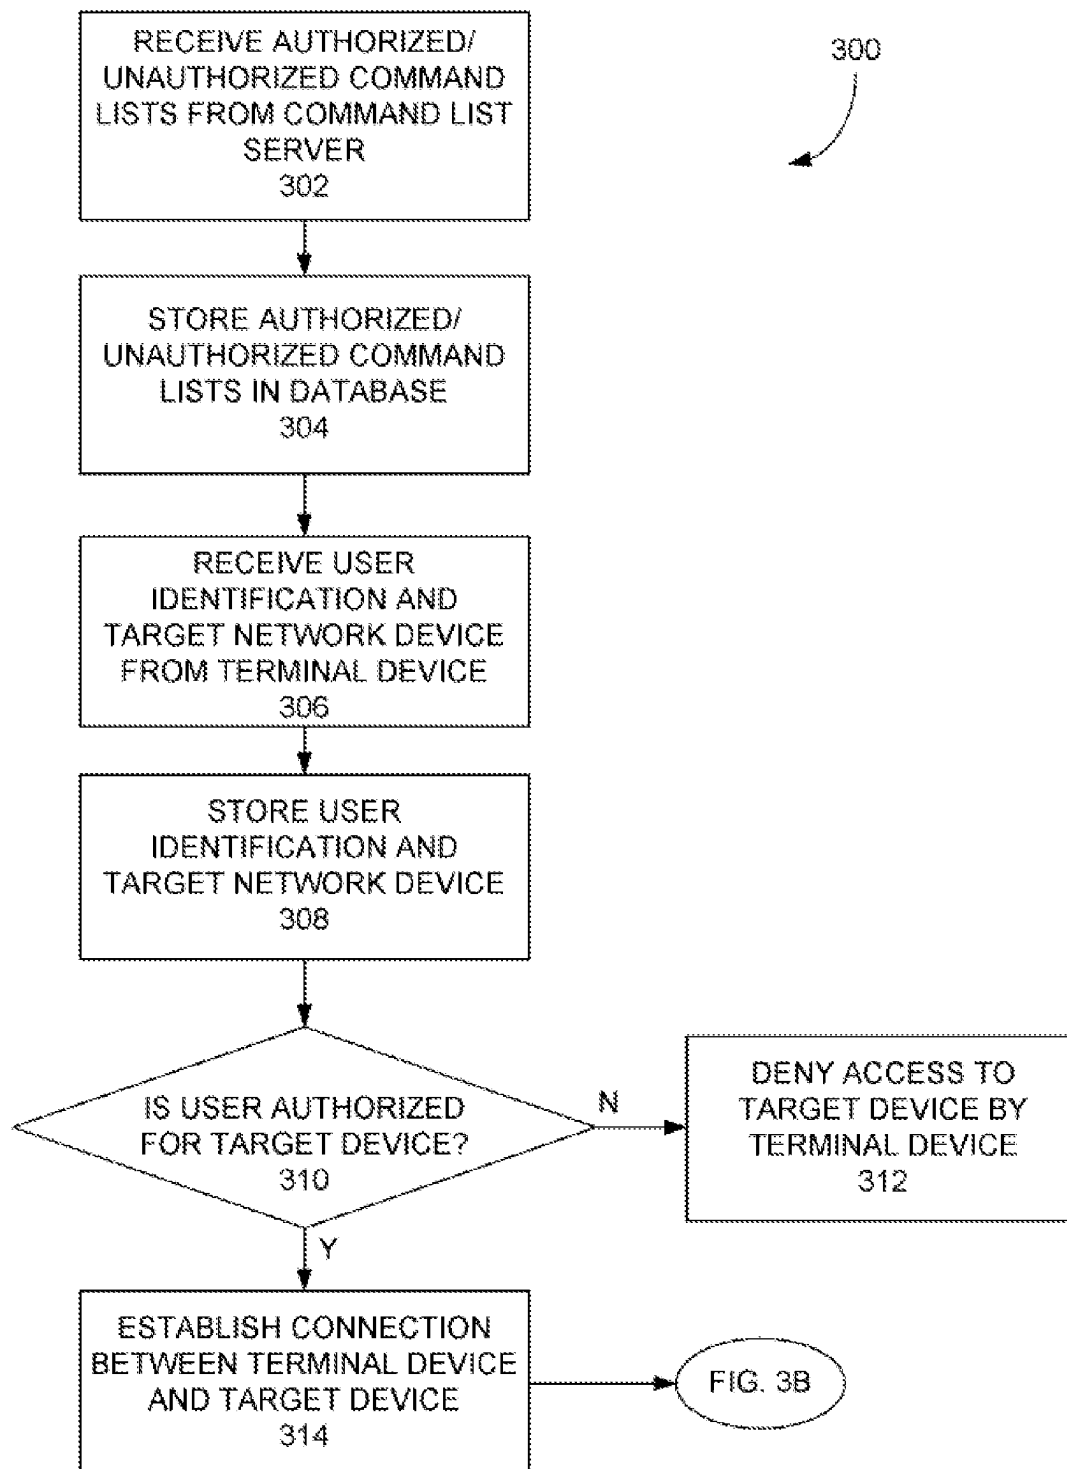 RECEIVE AUTHORIZED/
UNAUTHORIZED COMMAND
LISTS FROM COMMAND LIST
SERVER
302
300
STORE AUTHORIZED/
UNAUTHORIZED COMMAND
LISTS IN DATABASE
304
RECEIVE USER
IDENTIFICATION AND
TARGET NETWORK DEVICE
FROM TERMINAL DEVICE
306
STORE USER
IDENTIFICATION AND
TARGET NETWORK DEVICE
308
IS USER AUTHORIZED
FOR TARGET DEVICE?
310
N
DENY ACCESS TO
TARGET DEVICE BY
TERMINAL DEVICE
312
Y
ESTABLISH CONNECTION
BETWEEN TERMINAL DEVICE
AND TARGET DEVICE
314
FIG. 3B